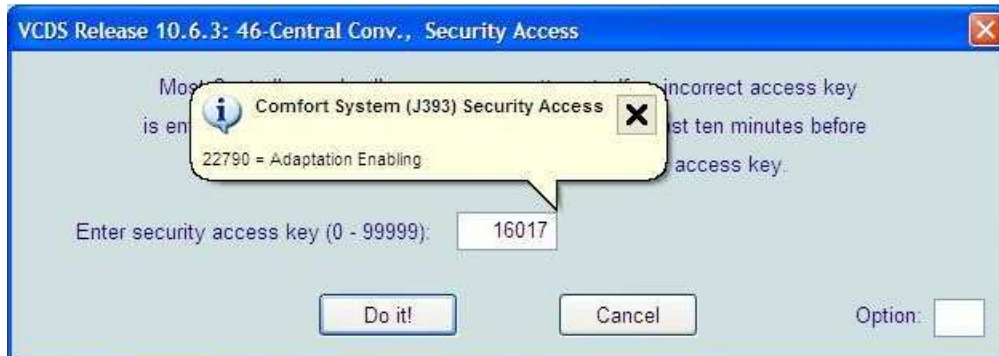 VCDS Release 10.6.3: 46-Central Conv., Security Access
Most incorrect access key
is en st ten minutes before
access key.
Comfort System (J393) Security Access
22790 = Adaptation Enabling
Enter security access key (0 - 99999): 16017
Do it! Cancel Option: